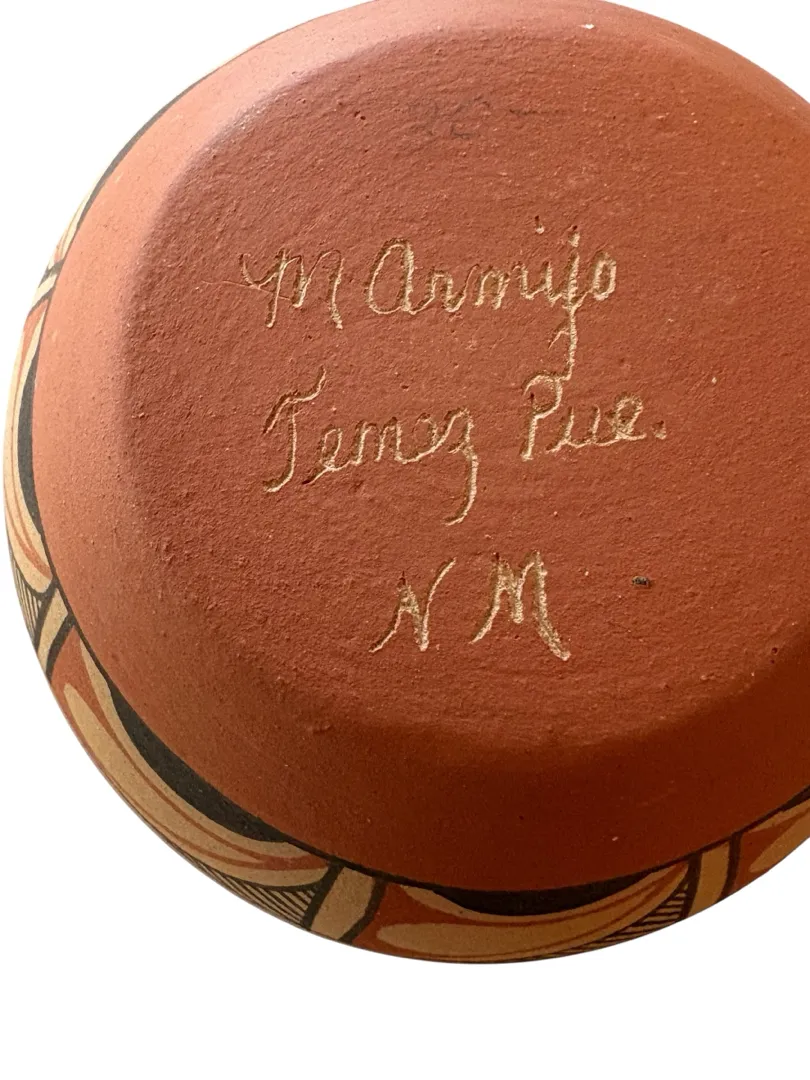 M. Armijo
Jemez Pue.
N. M